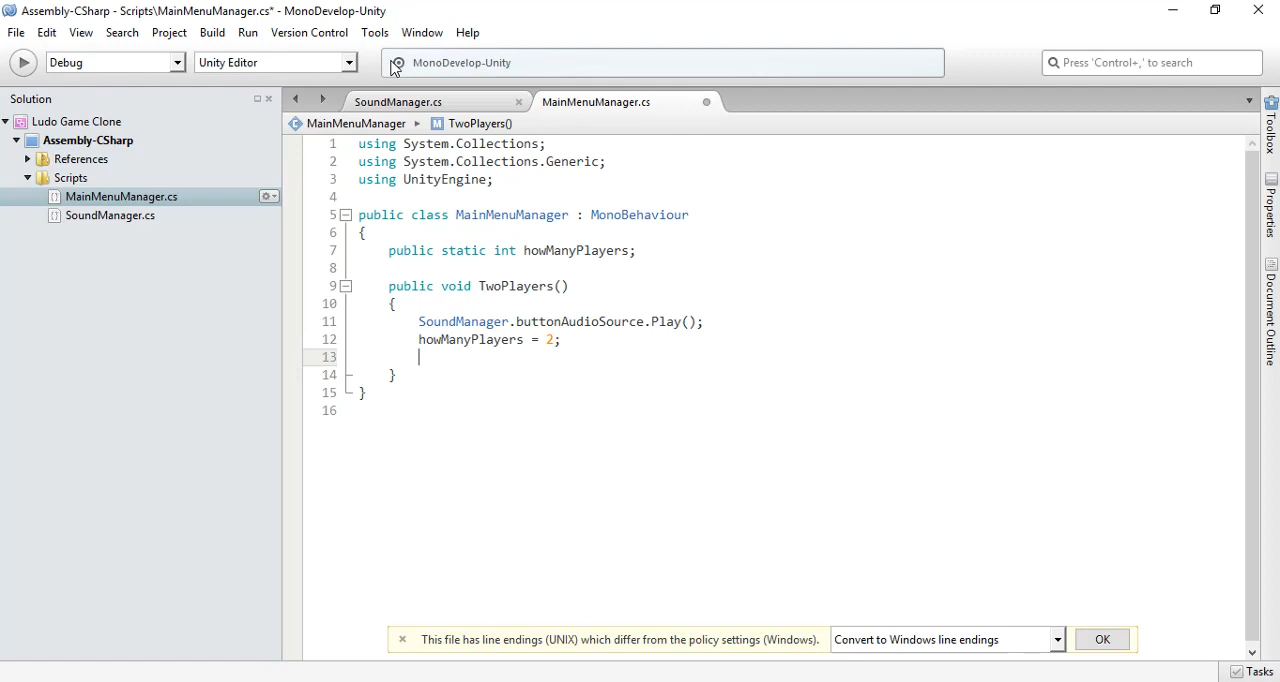 Assembly-CSharp - Scripts\MainMenuManager.cs* - MonoDevelop-Unity
File Edit View Search Project Build Run Version Control Tools Window Help
Debug Unity Editor MonoDevelop-Unity Press 'Control+,' to search
Solution
SoundManager.cs MainMenuManager.cs
Ludo Game Clone
MainMenuManager TwoPlayers()
Assembly-CSharp
References
Scripts
MainMenuManager.cs
SoundManager.cs
1 using System.Collections;
2 using System.Collections.Generic;
3 using UnityEngine;
4
5 public class MainMenuManager : MonoBehaviour
6 {
7 public static int howManyPlayers;
8
9 public void TwoPlayers()
10 {
11 SoundManager.buttonAudioSource.Play();
12 howManyPlayers = 2;
13
14 }
15 }
16
Toolbox
Properties
Document Outline
This file has line endings (UNIX) which differ from the policy settings (Windows). Convert to Windows line endings OK
Tasks